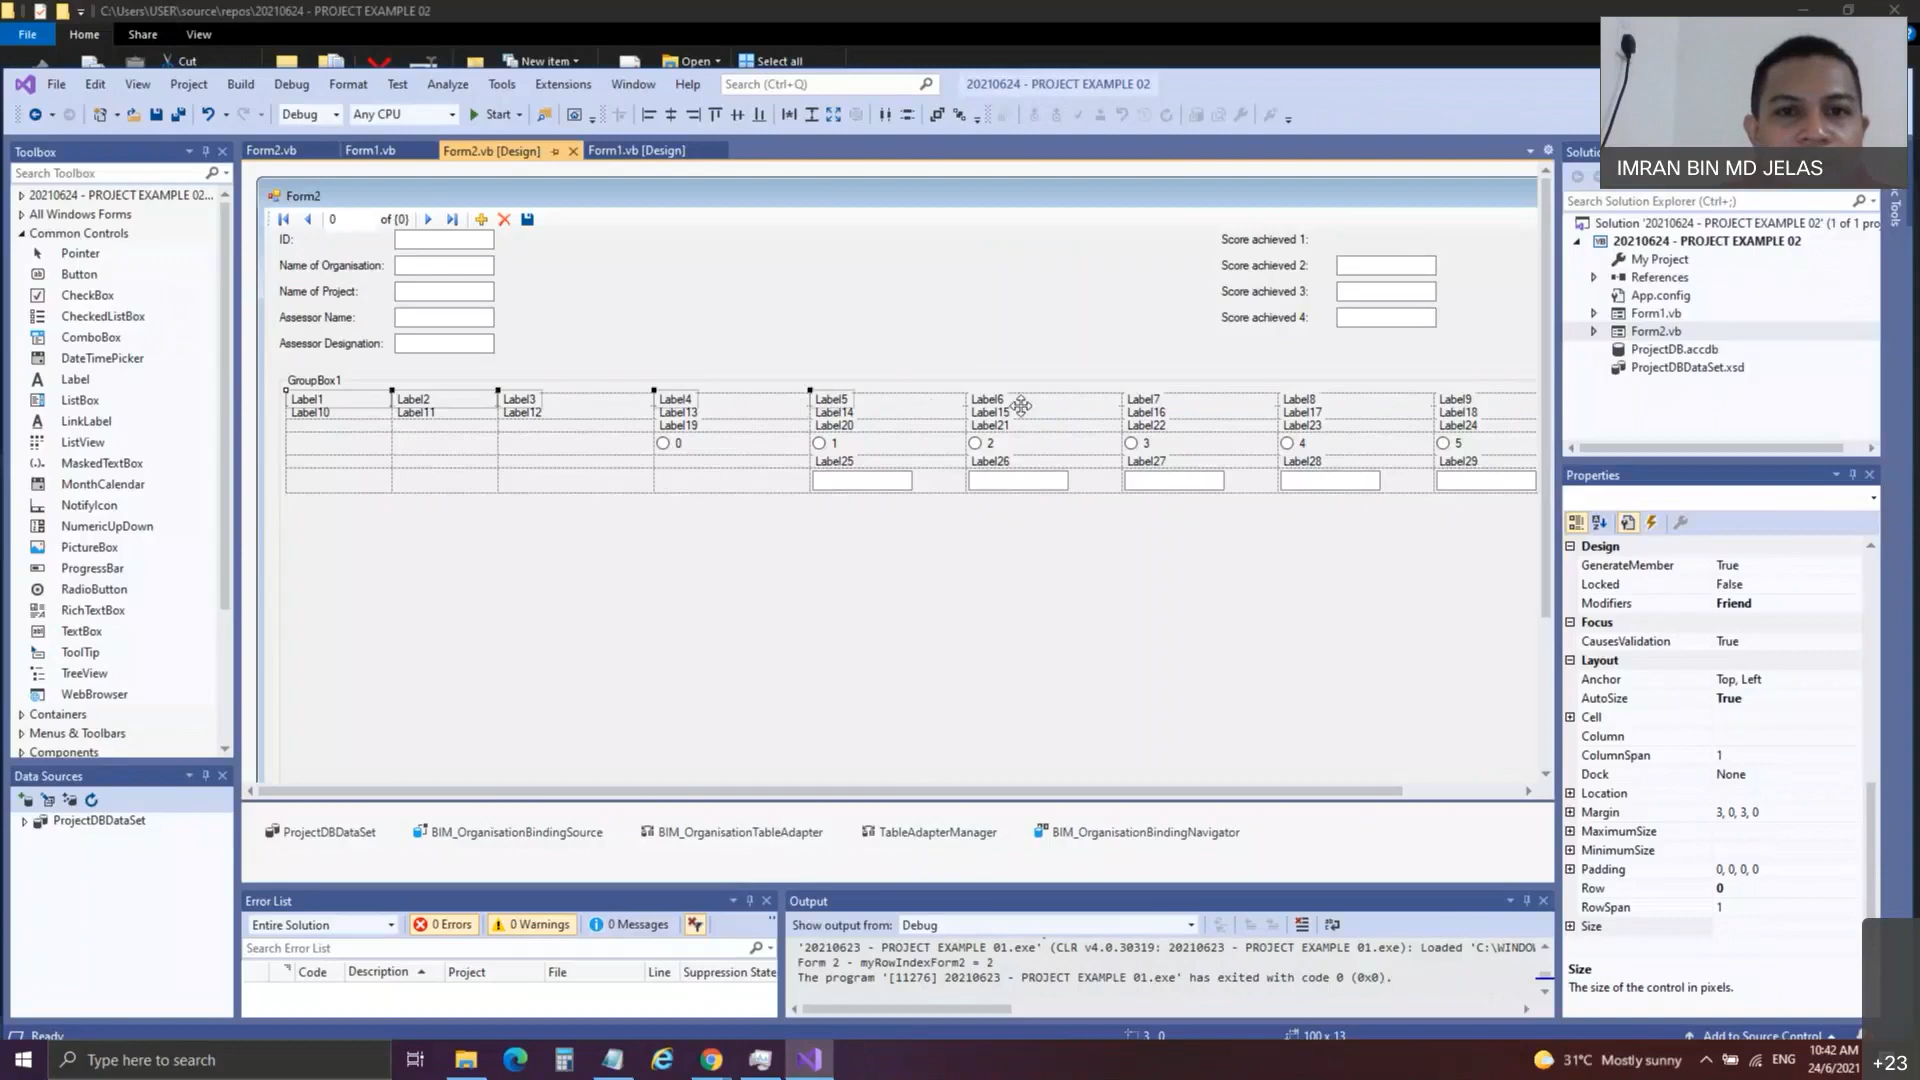 C:\Users\USER\source\repos\20210624 - PROJECT EXAMPLE 02
File Home Share View
Cut New item Open Select all
File Edit View Project Build Debug Format Test Analyze Tools Extensions Window Help Search (Ctrl+Q) 20210624 - PROJECT EXAMPLE 02
Debug Any CPU Start
IMRAN BIN MD JELAS
Toolbox
Search Toolbox
20210624 - PROJECT EXAMPLE 02...
All Windows Forms
Common Controls
Pointer
Button
CheckBox
CheckedListBox
ComboBox
DateTimePicker
Label
ListBox
LinkLabel
ListView
MaskedTextBox
MonthCalendar
NotifyIcon
NumericUpDown
PictureBox
ProgressBar
RadioButton
RichTextBox
TextBox
ToolTip
TreeView
WebBrowser
Containers
Menus & Toolbars
Components
Data Sources
ProjectDBDataSet
Form2.vb Form1.vb Form2.vb [Design] Form1.vb [Design]
Form2
0 of {0}
ID: Score achieved 1:
Name of Organisation: Score achieved 2:
Name of Project: Score achieved 3:
Assessor Name: Score achieved 4:
Assessor Designation:
GroupBox1
Label1 Label2 Label3 Label4 Label5 Label6 Label7 Label8 Label9
Label10 Label11 Label12 Label13 Label14 Label15 Label16 Label17 Label18
Label19 Label20 Label21 Label22 Label23 Label24
0 1 2 3 4 5
Label25 Label26 Label27 Label28 Label29
ProjectDBDataSet BIM_OrganisationBindingSource BIM_OrganisationTableAdapter TableAdapterManager BIM_OrganisationBindingNavigator
Error List
Entire Solution 0 Errors 0 Warnings 0 Messages
Search Error List
Code Description Project File Line Suppression State
Output
Show output from: Debug
'20210623 - PROJECT EXAMPLE 01.exe' (CLR v4.0.30319: 20210623 - PROJECT EXAMPLE 01.exe): Loaded 'C:\WINDOW
Form 2 - myRowIndexForm2 = 2
The program '[11276] 20210623 - PROJECT EXAMPLE 01.exe' has exited with code 0 (0x0).
Search Solution Explorer (Ctrl+;)
Solution '20210624 - PROJECT EXAMPLE 02' (1 of 1 proj
20210624 - PROJECT EXAMPLE 02
My Project
References
App.config
Form1.vb
Form2.vb
ProjectDB.accdb
ProjectDBDataSet.xsd
Properties
Design
GenerateMember True
Locked False
Modifiers Friend
Focus
CausesValidation True
Layout
Anchor Top, Left
AutoSize True
Cell
Column
ColumnSpan 1
Dock None
Location
Margin 3, 0, 3, 0
MaximumSize
MinimumSize
Padding 0, 0, 0, 0
Row 0
RowSpan 1
Size
Size
The size of the control in pixels.
Ready 3, 0 100 x 13 Add to Source Control
Type here to search 31°C Mostly sunny ENG 10:42 AM
24/6/2021
+23